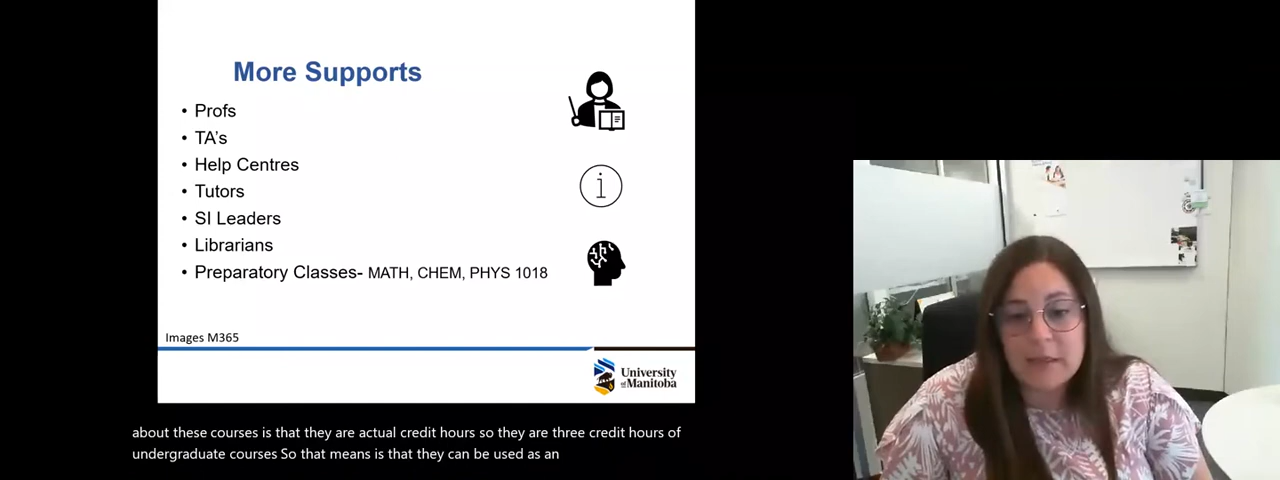 More Supports
• Profs
• TA's
• Help Centres
• Tutors
• SI Leaders
• Librarians
• Preparatory Classes- MATH, CHEM, PHYS 1018
Images M365
University
of Manitoba
about these courses is that they are actual credit hours so they are three credit hours of
undergraduate courses So that means is that they can be used as an